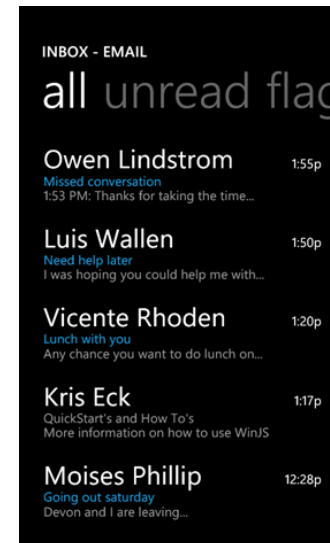 INBOX - EMAIL
all unread flag
Owen Lindstrom 1:55p
Missed conversation
1:53 PM: Thanks for taking the time...
Luis Wallen 1:50p
Need help later
I was hoping you could help me with...
Vicente Rhoden 1:20p
Lunch with you
Any chance you want to do lunch on...
Kris Eck 1:17p
QuickStart's and How To's
More information on how to use WinJS
Moises Phillip 12:28p
Going out saturday
Devon and I are leaving...